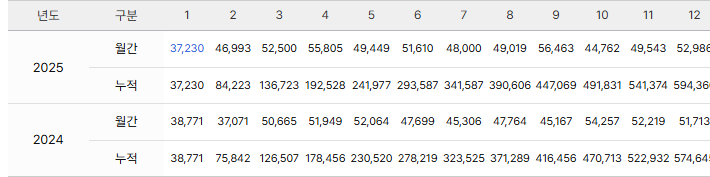 년도 구분 1 2 3 4 5 6 7 8 9 10 11 12
2025 월간 37,230 46,993 52,500 55,805 49,449 51,610 48,000 49,019 56,463 44,762 49,543 52,986
누적 37,230 84,223 136,723 192,528 241,977 293,587 341,587 390,606 447,069 491,831 541,374
2024 월간 38,771 37,071 50,665 51,949 52,064 47,699 45,306 47,764 45,167 54,257 52,219 51,713
누적 38,771 75,842 126,507 178,456 230,520 278,219 323,525 371,289 416,456 470,713 522,932 574,645